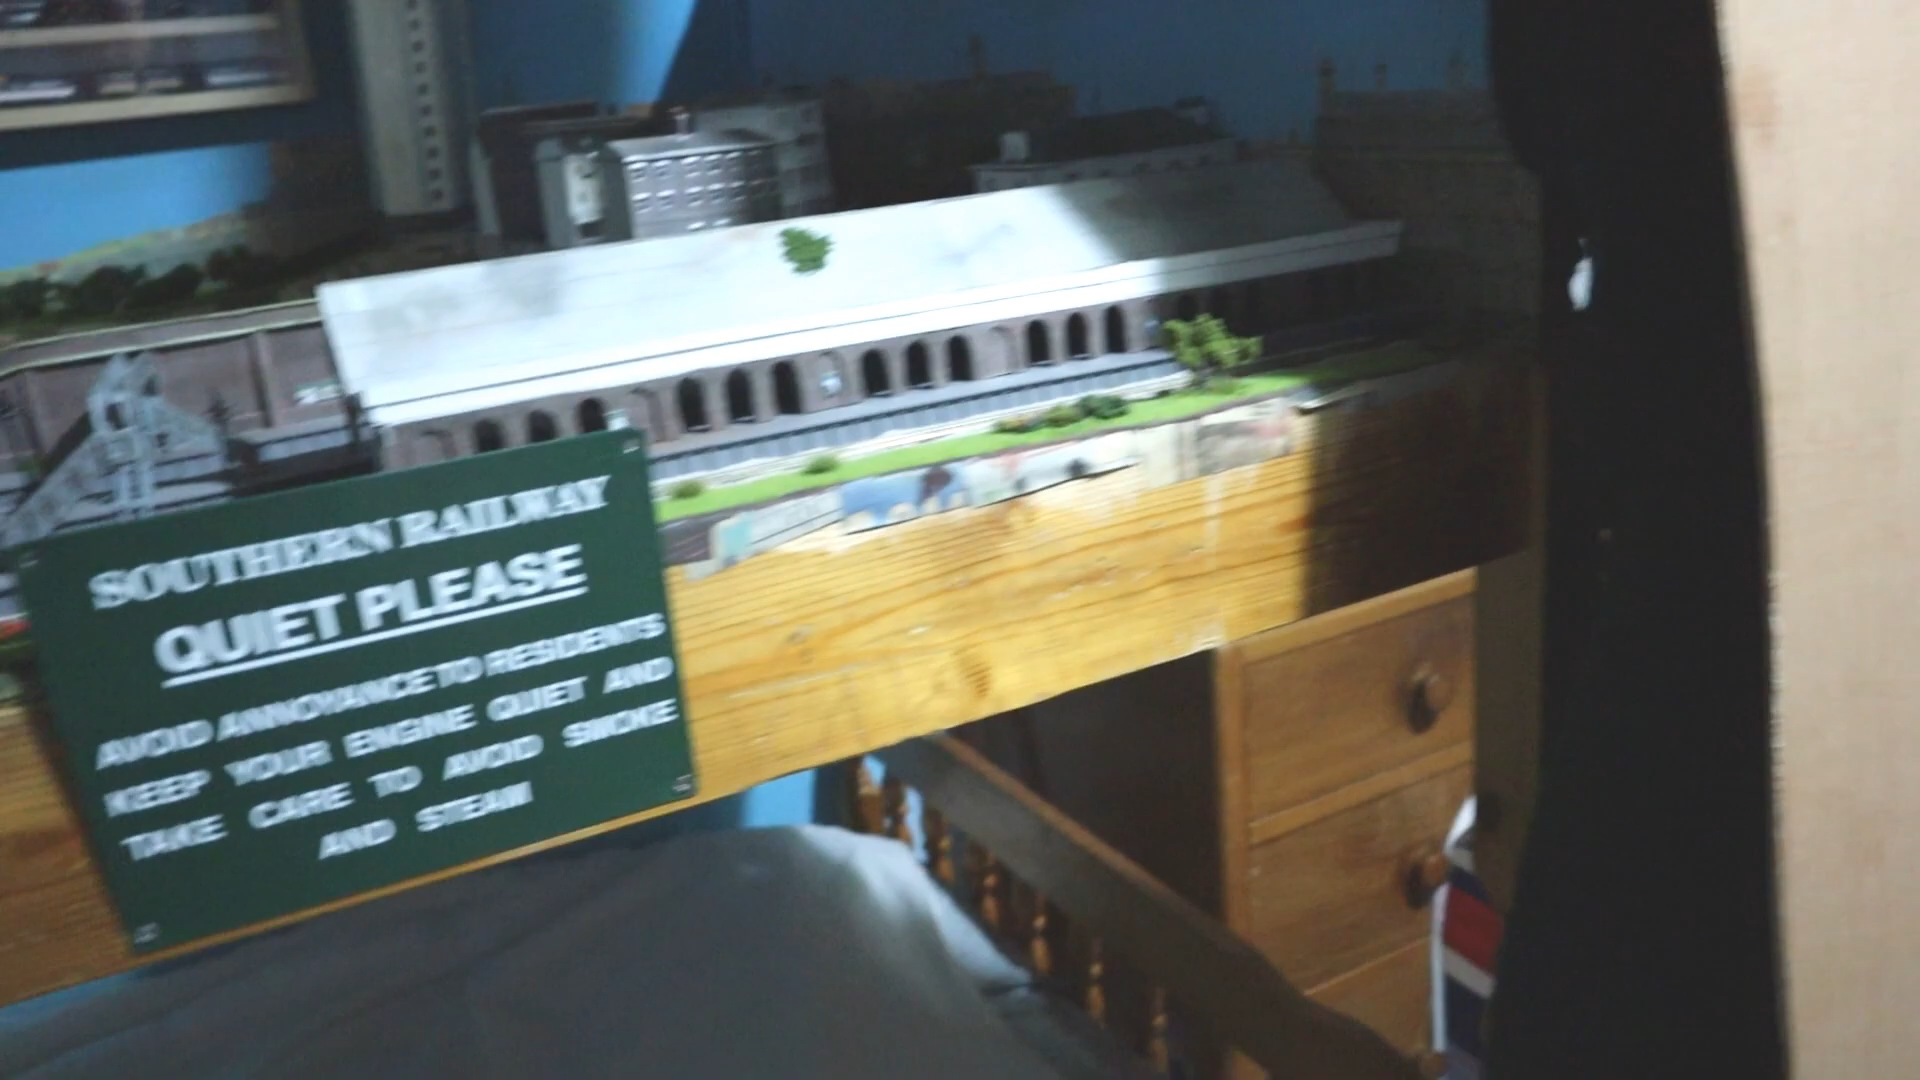 SOUTHERN RAILWAY
QUIET PLEASE
AVOID ANNOYANCE TO RESIDENTS
KEEP YOUR ENGINE QUIET AND
TAKE CARE TO AVOID SMOKE
AND STEAM